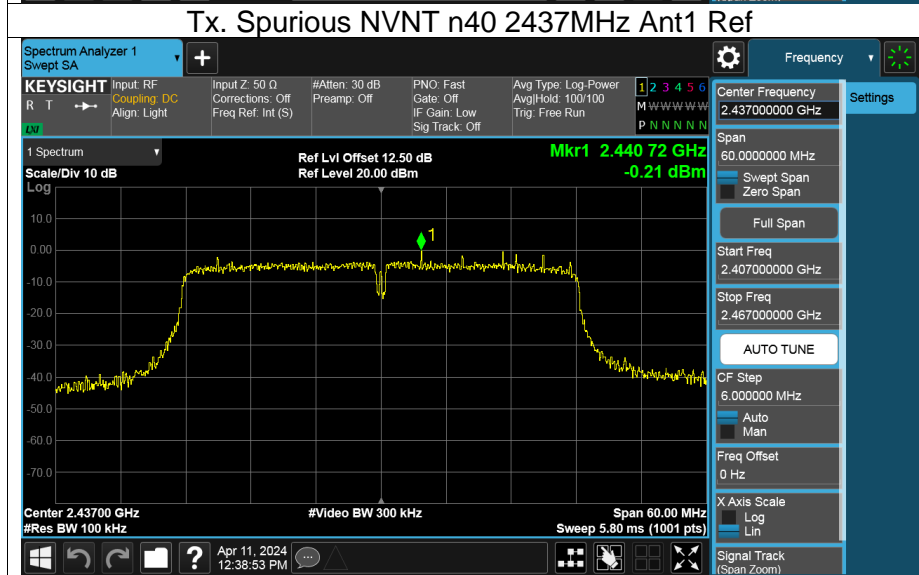 Tx. Spurious NVNT n40 2437MHz Ant1 Ref
Spectrum Analyzer 1
Swept SA
Frequency
KEYSIGHT
R T
LXI
Input: RF
Coupling: DC
Align: Light
Input Z: 50 Ω
Corrections: Off
Freq Ref: Int (S)
#Atten: 30 dB
Preamp: Off
PNO: Fast
Gate: Off
IF Gain: Low
Sig Track: Off
Avg Type: Log-Power
Avg|Hold: 100/100
Trig: Free Run
1 2 3 4 5 6
M W W W W W
P N N N N N
Center Frequency
2.437000000 GHz
Settings
1 Spectrum
Scale/Div 10 dB
Ref Lvl Offset 12.50 dB
Ref Level 20.00 dBm
Mkr1 2.440 72 GHz
-0.21 dBm
Span
60.0000000 MHz
Swept Span
Zero Span
Full Span
Start Freq
2.407000000 GHz
Stop Freq
2.467000000 GHz
AUTO TUNE
CF Step
6.000000 MHz
Auto
Man
Freq Offset
0 Hz
X Axis Scale
Log
Lin
Signal Track
(Span Zoom)
Log
10.0
0.00
-10.0
-20.0
-30.0
-40.0
-50.0
-60.0
-70.0
1
Center 2.43700 GHz
#Res BW 100 kHz
#Video BW 300 kHz
Span 60.00 MHz
Sweep 5.80 ms (1001 pts)
Apr 11, 2024
12:38:53 PM